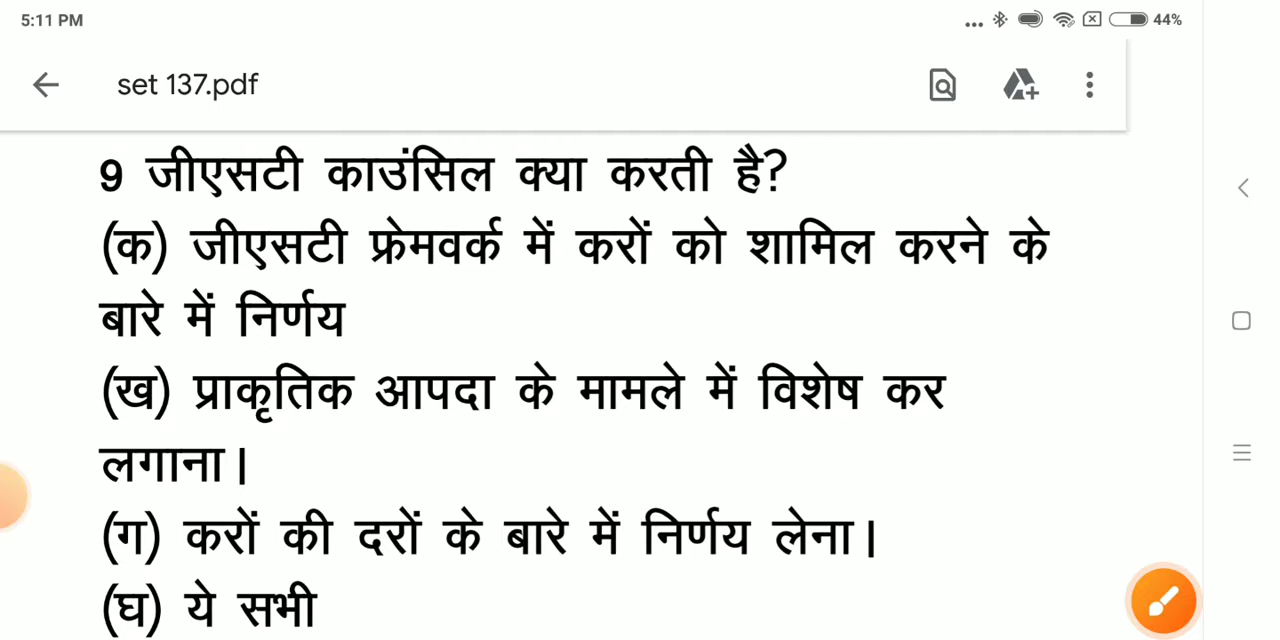 5:11 PM
... 44%
set 137.pdf
9 जीएसटी काउंसिल क्या करती है?
(क) जीएसटी फ्रेमवर्क में करों को शामिल करने के
बारे में निर्णय
(ख) प्राकृतिक आपदा के मामले में विशेष कर
लगाना।
(ग) करों की दरों के बारे में निर्णय लेना।
(घ) ये सभी